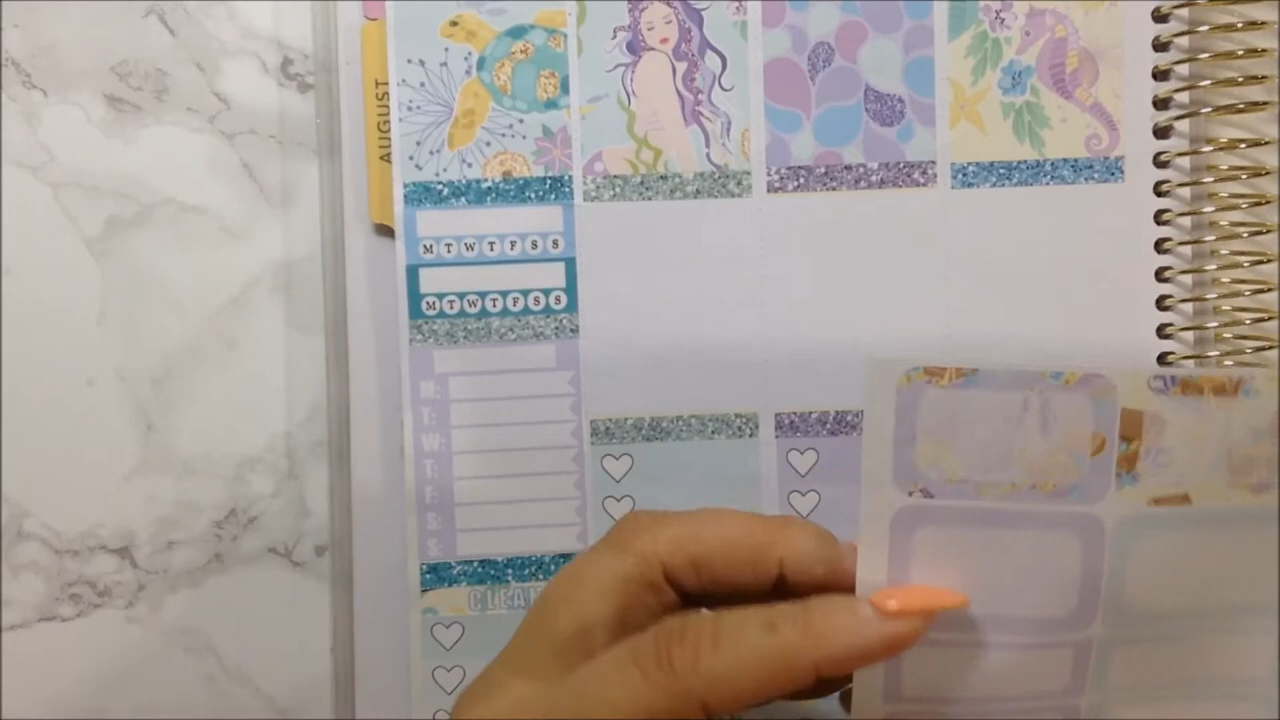 AUGUST
M T W T F S S
M T W T F S S
M:
T:
W:
T:
F:
S:
S:
CLEAN